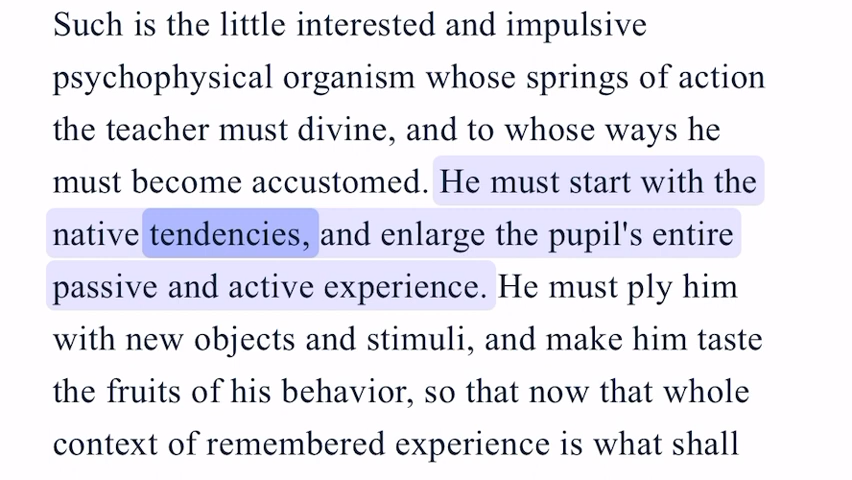 Such is the little interested and impulsive
psychophysical organism whose springs of action
the teacher must divine, and to whose ways he
must become accustomed. He must start with the
native tendencies, and enlarge the pupil's entire
passive and active experience. He must ply him
with new objects and stimuli, and make him taste
the fruits of his behavior, so that now that whole
context of remembered experience is what shall